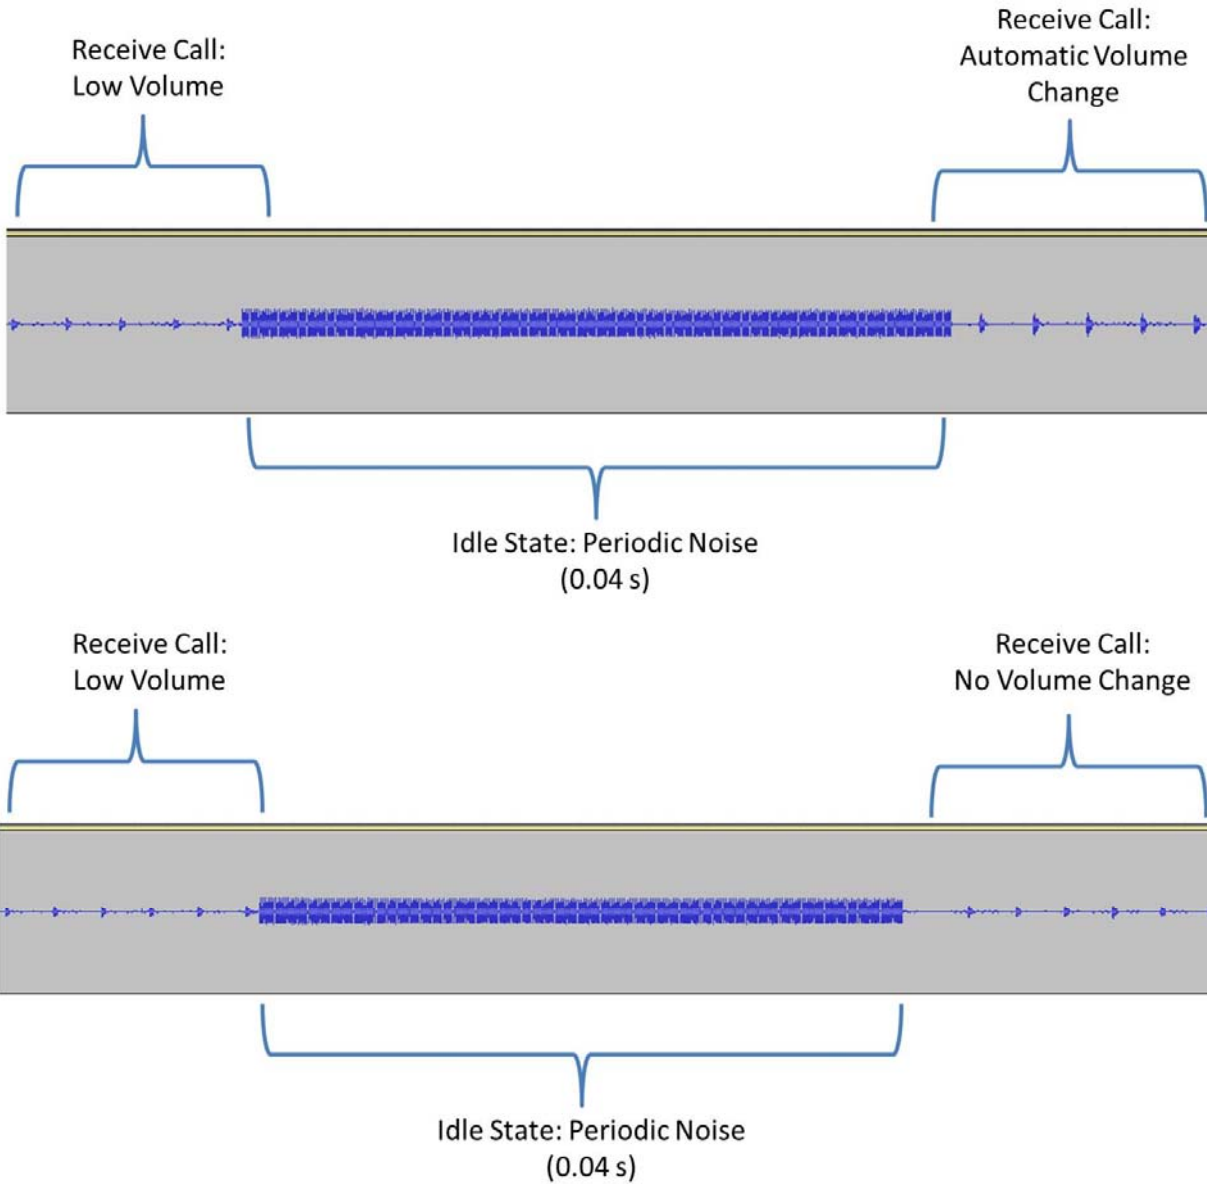 Receive Call:
Low Volume
Receive Call:
Automatic Volume
Change
Idle State: Periodic Noise
(0.04 s)
Receive Call:
Low Volume
Receive Call:
No Volume Change
Idle State: Periodic Noise
(0.04 s)